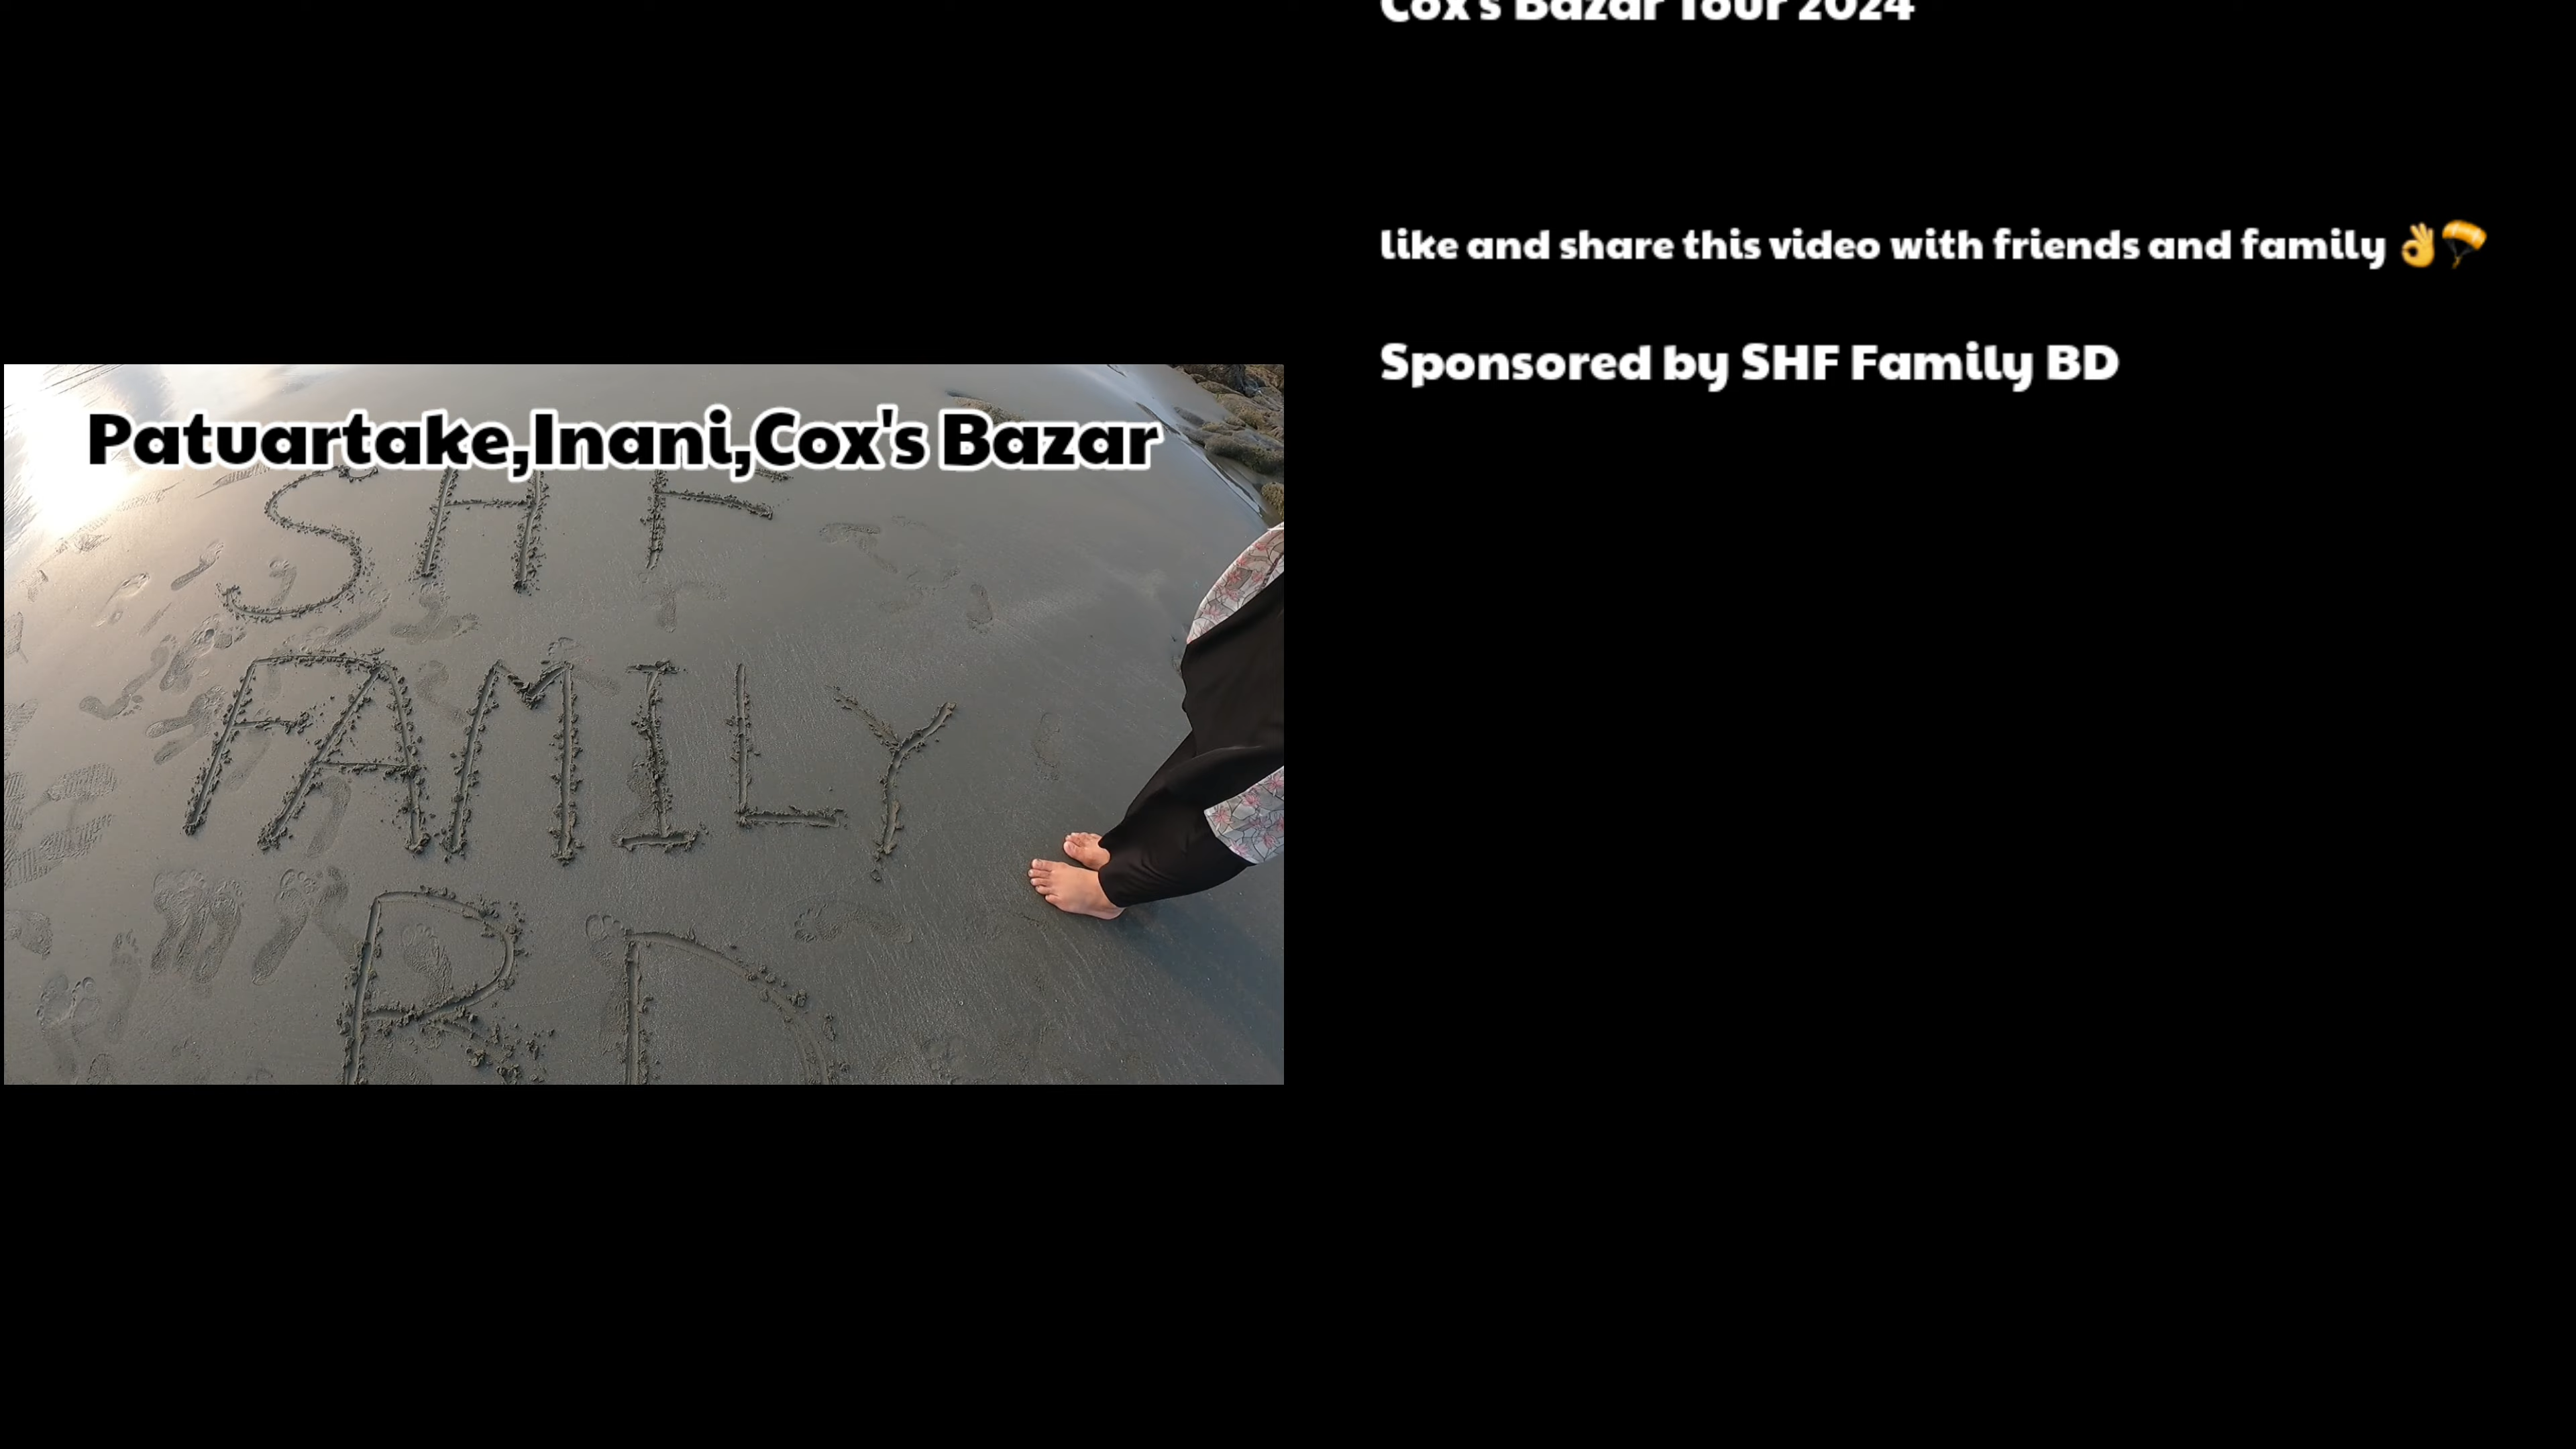 Cox's Bazar Tour 2024
like and share this video with friends and family 👌🪂
Sponsored by SHF Family BD
Patuartake,Inani,Cox's Bazar
SHF
FAMILY
BD